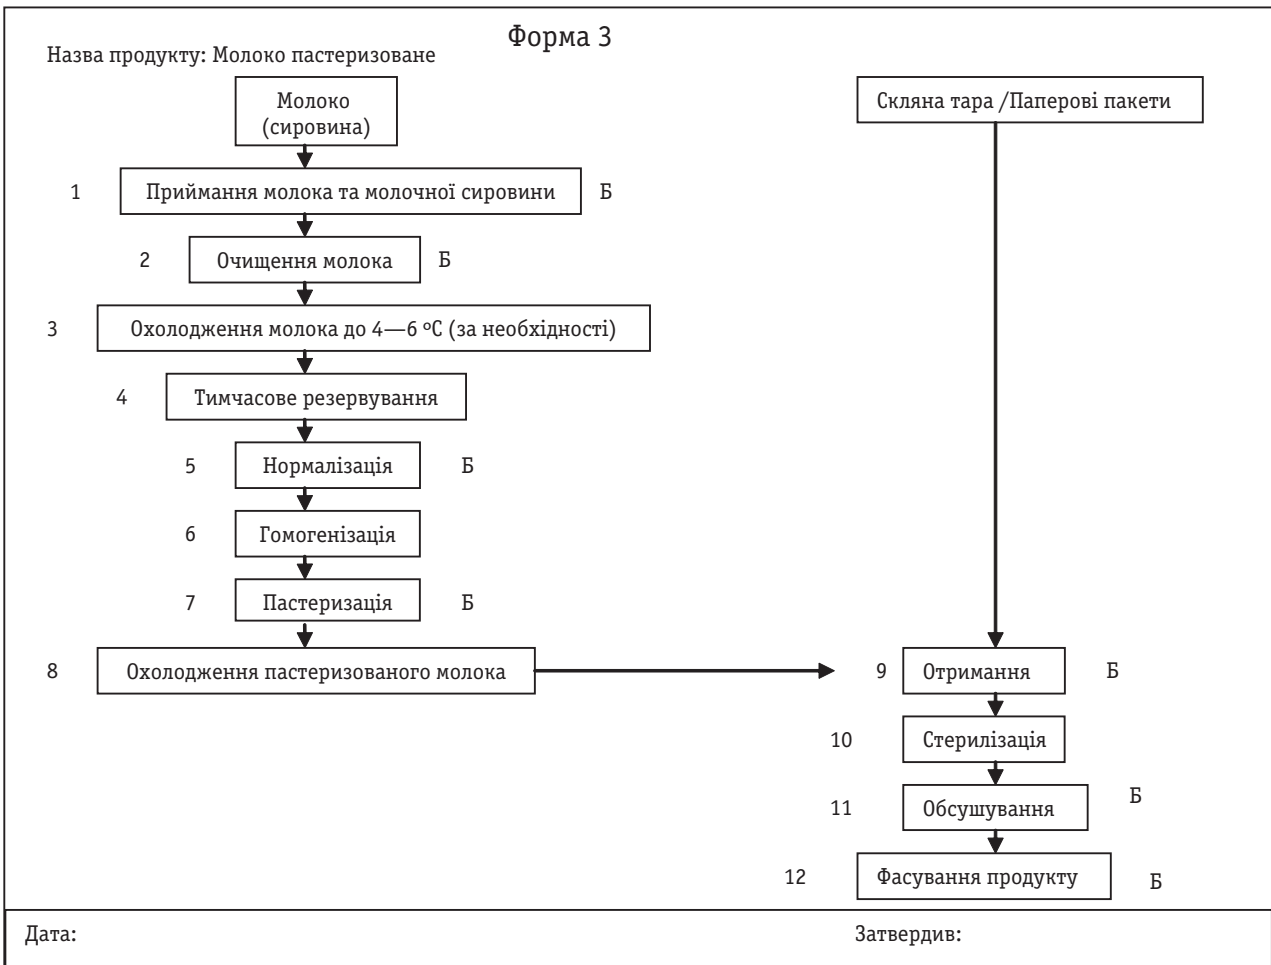 Форма 3
Назва продукту: Молоко пастеризоване
Молоко
(сировина)
Скляна тара /Паперові пакети
1 Приймання молока та молочної сировини Б
2 Очищення молока Б
3 Охолодження молока до 4—6 ºС (за необхідності)
4 Тимчасове резервування
5 Нормалізація Б
6 Гомогенізація
7 Пастеризація Б
8 Охолодження пастеризованого молока
9 Отримання Б
10 Стерилізація
11 Обсушування Б
12 Фасування продукту Б
Дата: Затвердив: